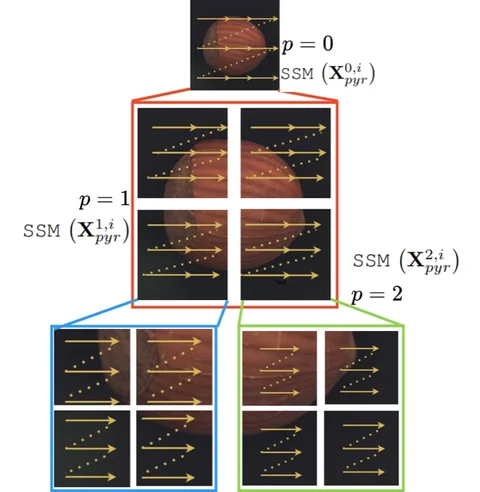 p = 0
SSM (X^{0,i}_{pyr})
p = 1
SSM (X^{1,i}_{pyr})
SSM (X^{2,i}_{pyr})
p = 2